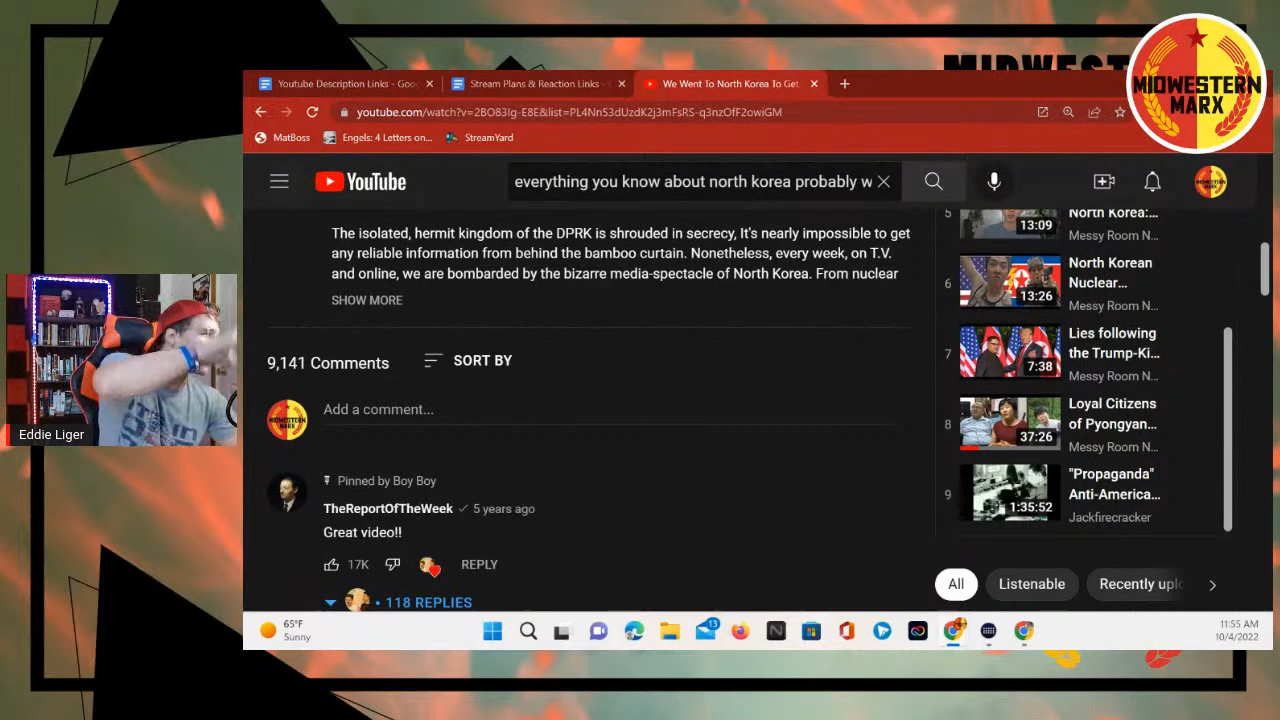 MIDWESTERN
MIDWESTERN
MARX
Youtube Description Links - Goo
Stream Plans & Reaction Links -
We Went To North Korea To Get
youtube.com/watch?v=2BO83Ig-E8E&list=PL4Nn53dUzdK2j3mFsRS-q3nzOfF2owiGM
MatBoss
Engels: 4 Letters on...
StreamYard
YouTube
everything you know about north korea probably w
The isolated, hermit kingdom of the DPRK is shrouded in secrecy, It's nearly impossible to get
any reliable information from behind the bamboo curtain. Nonetheless, every week, on T.V.
and online, we are bombarded by the bizarre media-spectacle of North Korea. From nuclear
SHOW MORE
9,141 Comments
SORT BY
Add a comment...
Pinned by Boy Boy
TheReportOfTheWeek
5 years ago
Great video!!
17K
REPLY
• 118 REPLIES
5
13:09
North Korea:...
Messy Room N...
6
13:26
North Korean
Nuclear...
Messy Room N...
7
7:38
Lies following
the Trump-Ki...
Messy Room N...
8
37:26
Loyal Citizens
of Pyongyan...
Messy Room N...
9
1:35:52
"Propaganda"
Anti-America...
Jackfirecracker
All
Listenable
Recently uplo
Eddie Liger
65°F
Sunny
13
11:55 AM
10/4/2022